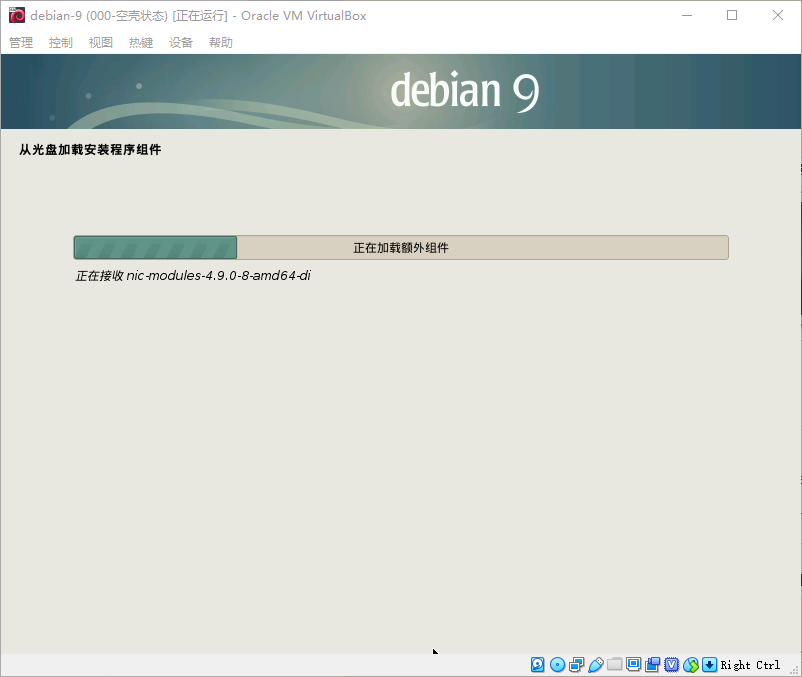 debian-9 (000-空壳状态) [正在运行] - Oracle VM VirtualBox
管理 控制 视图 热键 设备 帮助
debian 9
从光盘加载安装程序组件
正在加载额外组件
正在接收 nic-modules-4.9.0-8-amd64-di
Right Ctrl